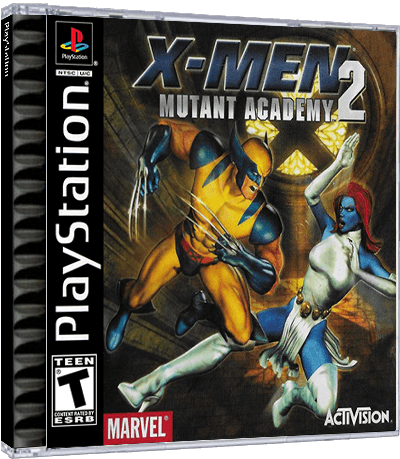 PlayStation
PlayStation
NTSC U/C
PlayStation
X-MEN
MUTANT ACADEMY 2
TEEN
T
CONTENT RATED BY
ESRB
MARVEL
ACTIVISION